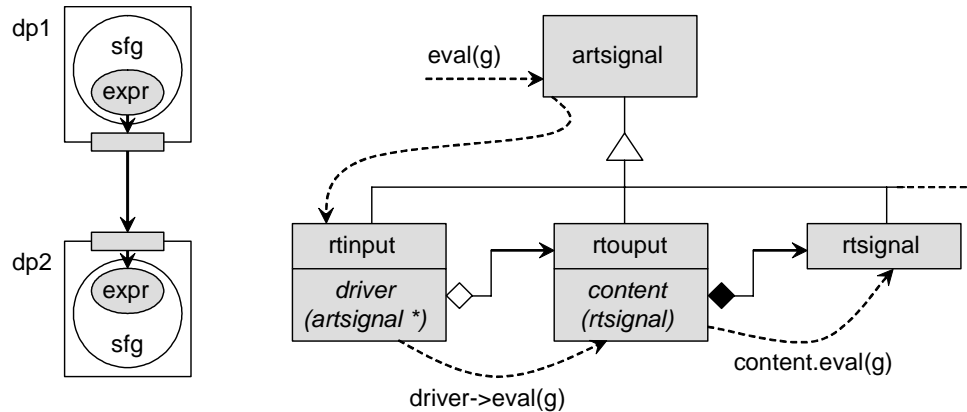 dp1
sfg
expr
dp2
expr
sfg
eval(g)
artsignal
rtinput
driver
(artsignal *)
rtouput
content
(rtsignal)
rtsignal
driver->eval(g)
content.eval(g)